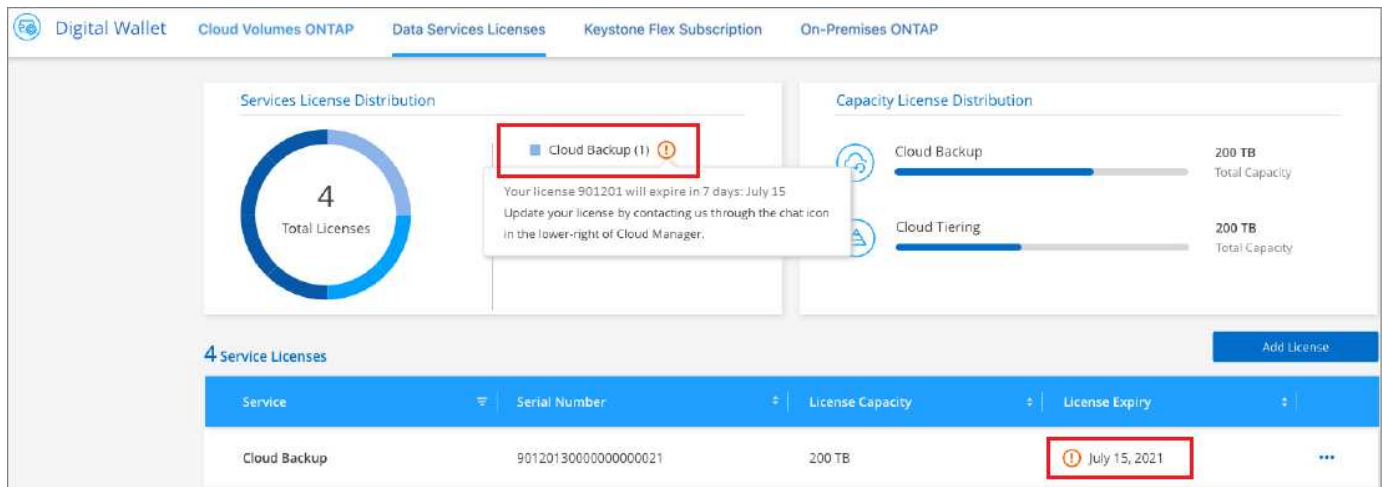 Digital Wallet
Cloud Volumes ONTAP
Data Services Licenses
Keystone Flex Subscription
On-Premises ONTAP
Services License Distribution
4
Total Licenses
Cloud Backup (1)
Your license 901201 will expire in 7 days: July 15
Update your license by contacting us through the chat icon
in the lower-right of Cloud Manager.
Capacity License Distribution
Cloud Backup
200 TB
Total Capacity
Cloud Tiering
200 TB
Total Capacity
4 Service Licenses
Add License
Service
Serial Number
License Capacity
License Expiry
Cloud Backup
90120130000000000021
200 TB
July 15, 2021